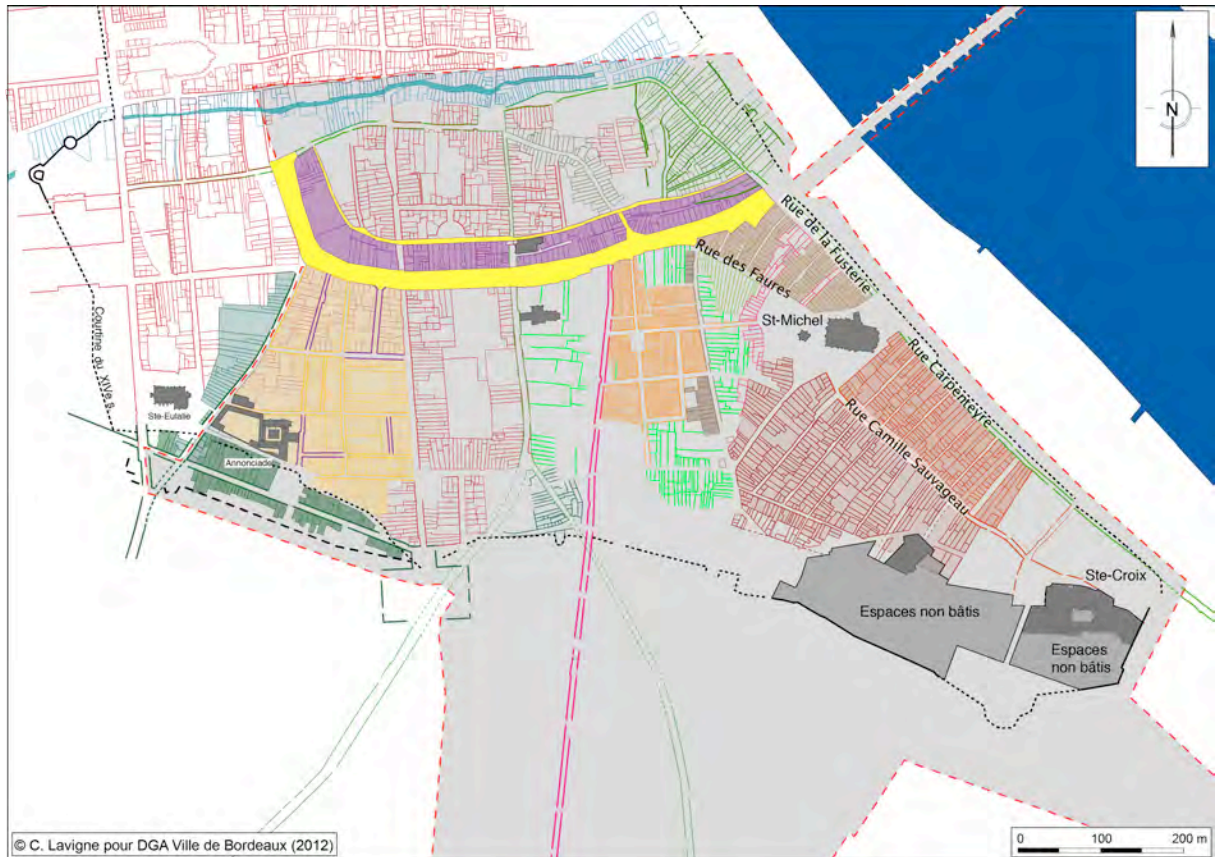 N
Rue de la Fusterie
Rue des Faures
St-Michel
Courtine du XIVe s.
Rue Carpenteyre
Ste-Eulalie
Rue Camille Sauvageau
Annonciades
Ste-Croix
Espaces non bâtis
Espaces
non bâtis
© C. Lavigne pour DGA Ville de Bordeaux (2012)
0 100 200 m